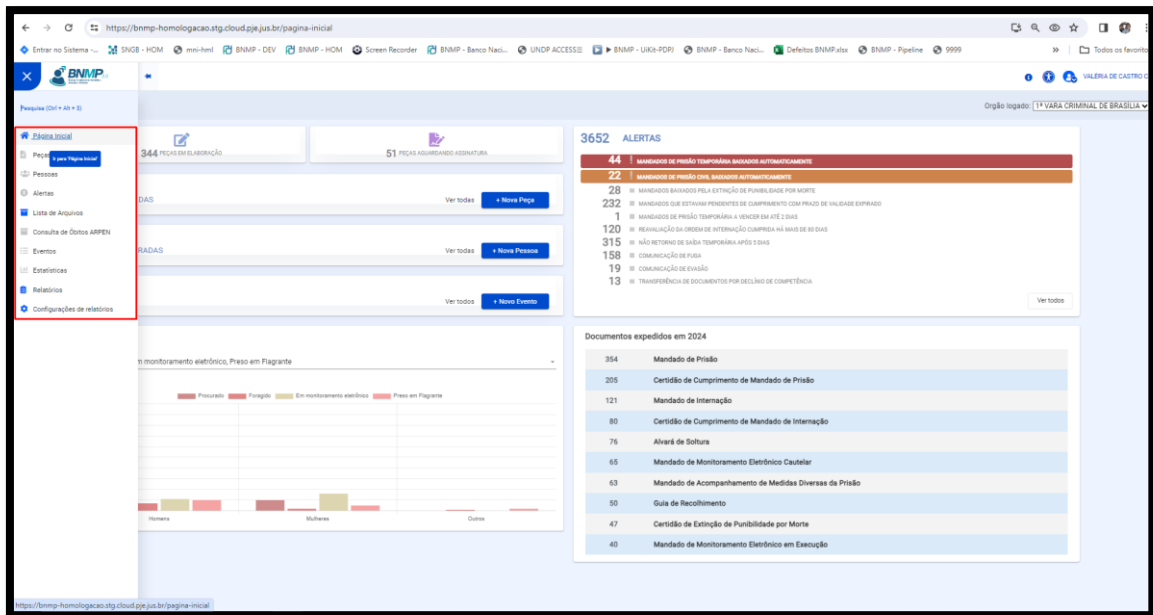 https://bnmp-homologacao.stg.cloud.pje.jus.br/pagina-inicial
Entrar no Sistema -... SNGB - HOM mni-hml BNMP - DEV BNMP - HOM Screen Recorder BNMP - Banco Naci... UNDP ACCESS BNMP - UiKit-PDPJ BNMP - Banco Naci... Defeitos BNMP.xlsx BNMP - Pipeline 9999 » Todos os favorito
BNMP
VALÉRIA DE CASTRO C
Pesquisa (Ctrl + Alt + 3)
Orgão logado: 1ª VARA CRIMINAL DE BRASÍLIA
Página Inicial
Peças
Ir para 'Página Inicial'
Pessoas
Alertas
Lista de Arquivos
Consulta de Óbitos ARPEN
Eventos
Estatísticas
Relatórios
Configurações de relatórios
344 PEÇAS EM ELABORAÇÃO
51 PEÇAS AGUARDANDO ASSINATURA
DAS Ver todas + Nova Peça
RADAS Ver todas + Nova Pessoa
Ver todos + Novo Evento
3652 ALERTAS
44 ! MANDADOS DE PRISÃO TEMPORÁRIA BAIXADOS AUTOMATICAMENTE
22 ! MANDADOS DE PRISÃO CIVIL BAIXADOS AUTOMATICAMENTE
28 MANDADOS BAIXADOS PELA EXTINÇÃO DE PUNIBILIDADE POR MORTE
232 MANDADOS QUE ESTAVAM PENDENTES DE CUMPRIMENTO COM PRAZO DE VALIDADE EXPIRADO
1 MANDADOS DE PRISÃO TEMPORÁRIA A VENCER EM ATÉ 2 DIAS
120 REAVALIAÇÃO DA ORDEM DE INTERNAÇÃO CUMPRIDA HÁ MAIS DE 80 DIAS
315 NÃO RETORNO DE SAÍDA TEMPORÁRIA APÓS 5 DIAS
158 COMUNICAÇÃO DE FUGA
19 COMUNICAÇÃO DE EVASÃO
13 TRANSFERÊNCIA DE DOCUMENTOS POR DECLÍNIO DE COMPETÊNCIA
Ver todos
m monitoramento eletrônico, Preso em Flagrante
Procurado Foragido Em monitoramento eletrônico Preso em Flagrante
Homens Mulheres Outros
Documentos expedidos em 2024
354 Mandado de Prisão
205 Certidão de Cumprimento de Mandado de Prisão
121 Mandado de Internação
80 Certidão de Cumprimento de Mandado de Internação
76 Alvará de Soltura
65 Mandado de Monitoramento Eletrônico Cautelar
63 Mandado de Acompanhamento de Medidas Diversas da Prisão
50 Guia de Recolhimento
47 Certidão de Extinção de Punibilidade por Morte
40 Mandado de Monitoramento Eletrônico em Execução
https://bnmp-homologacao.stg.cloud.pje.jus.br/pagina-inicial